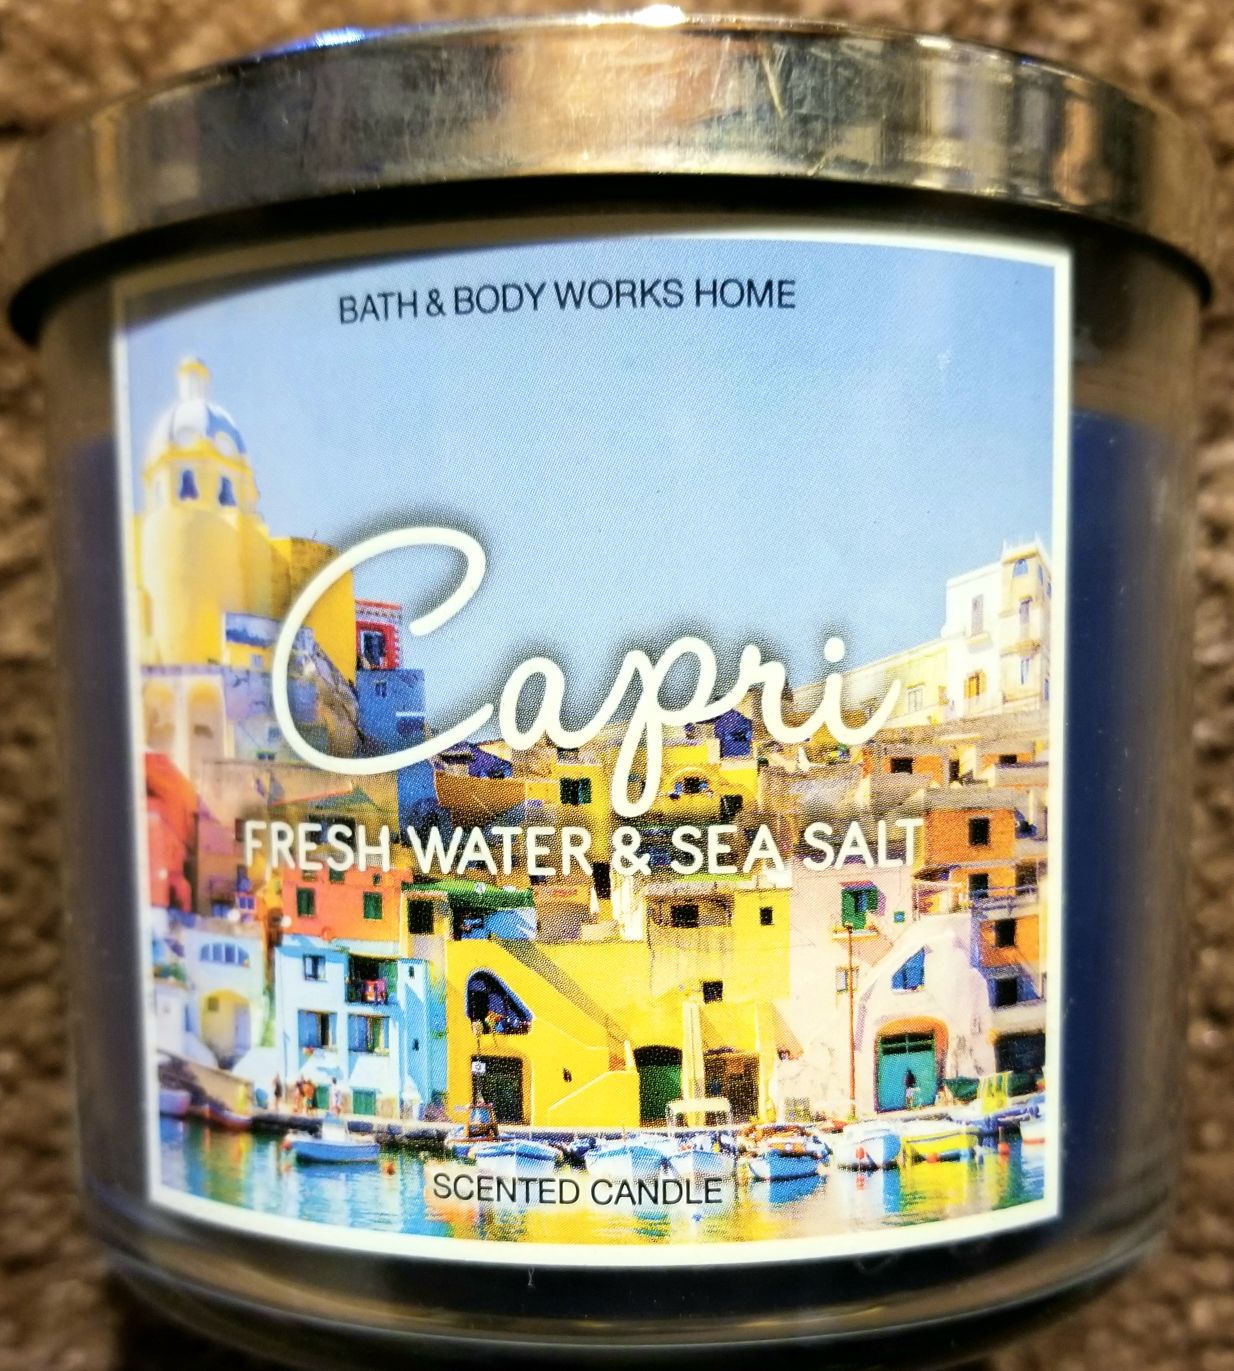 BATH & BODY WORKS HOME
Capri
FRESH WATER & SEA SALT
SCENTED CANDLE